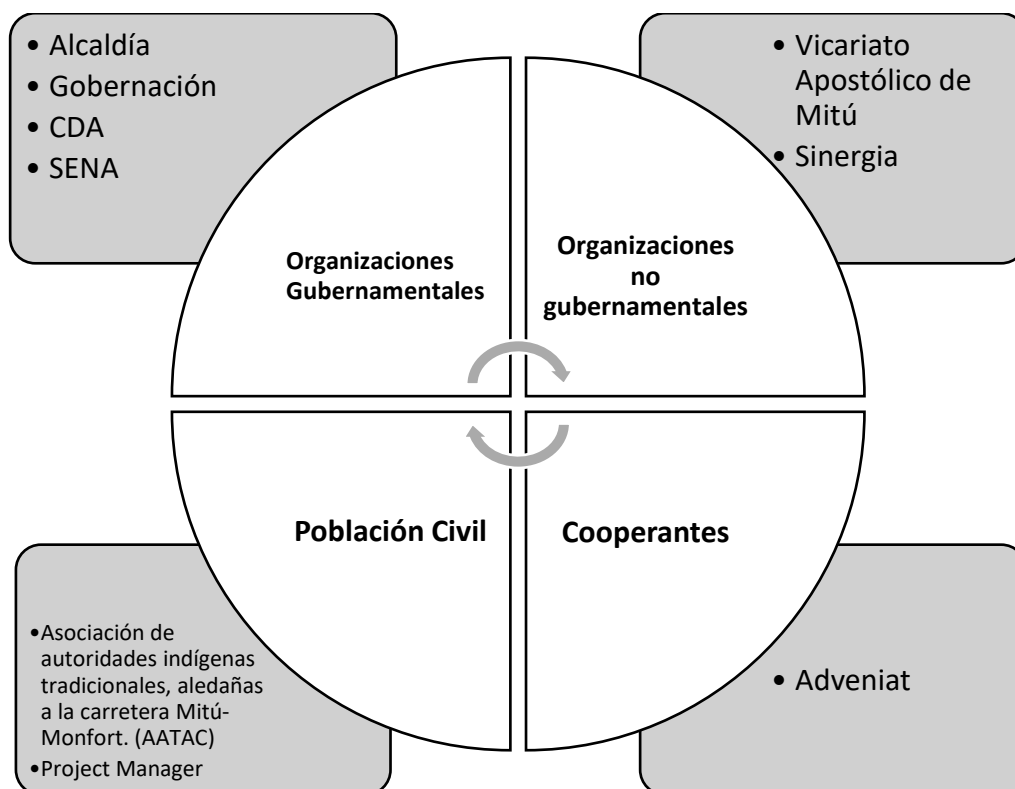 • Alcaldía
• Gobernación
• CDA
• SENA
• Vicariato
Apostólico de
Mitú
• Sinergia
Organizaciones
Gubernamentales
Organizaciones
no
gubernamentales
Población Civil
Cooperantes
•Asociación de
autoridades indígenas
tradicionales, aledañas
a la carretera Mitú-
Monfort. (AATAC)
•Project Manager
• Adveniat